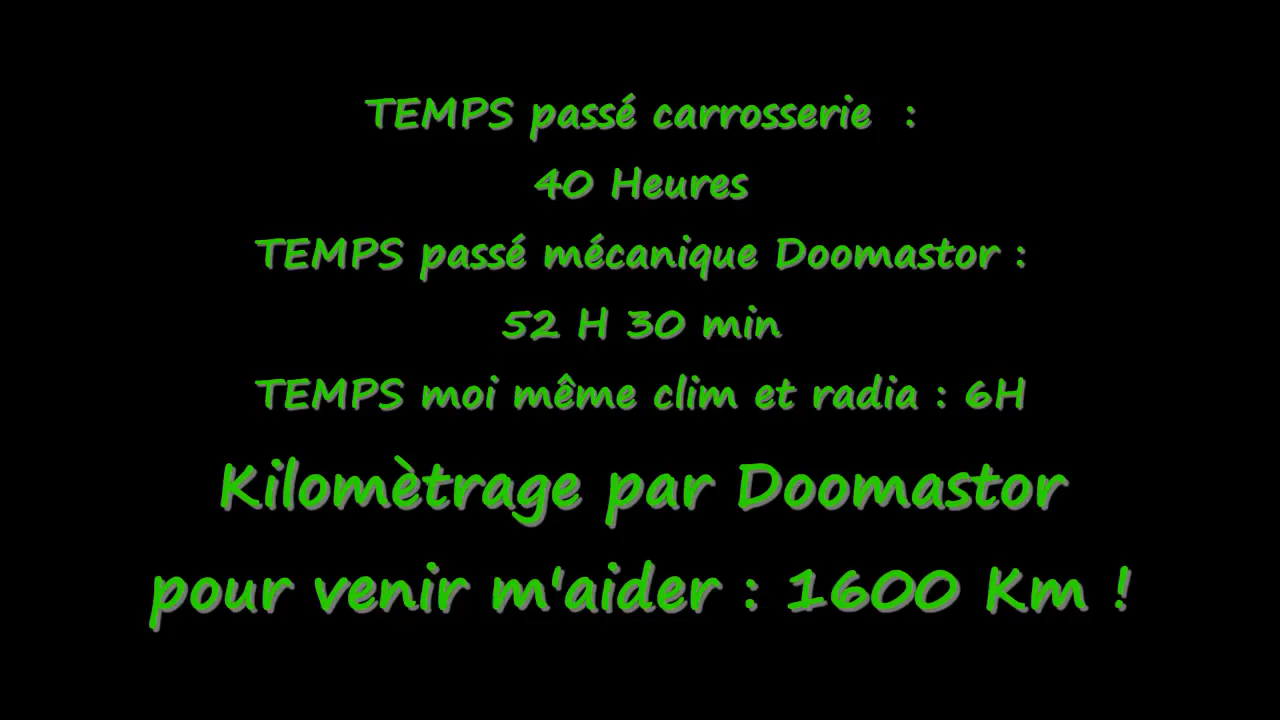 TEMPS passé carrosserie :
40 Heures
TEMPS passé mécanique Doomastor :
52 H 30 min
TEMPS moi même clim et radia : 6H
Kilomètrage par Doomastor
pour venir m'aider : 1600 Km !